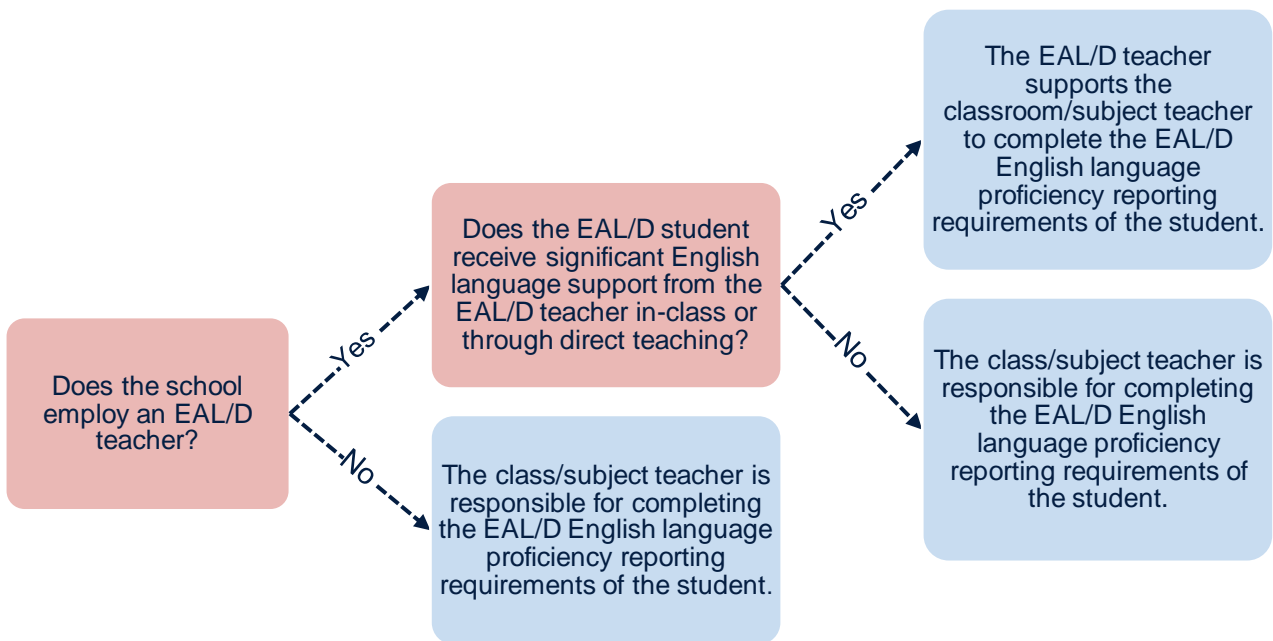 Does the school
employ an EAL/D
teacher?
Yes
No
Does the EAL/D student
receive significant English
language support from the
EAL/D teacher in-class or
through direct teaching?
The class/subject teacher is
responsible for completing
the EAL/D English language
proficiency reporting
requirements of the student.
Yes
No
The EAL/D teacher
supports the
classroom/subject teacher
to complete the EAL/D
English language
proficiency reporting
requirements of the student.
The class/subject teacher is
responsible for completing
the EAL/D English
language proficiency
reporting requirements of
the student.